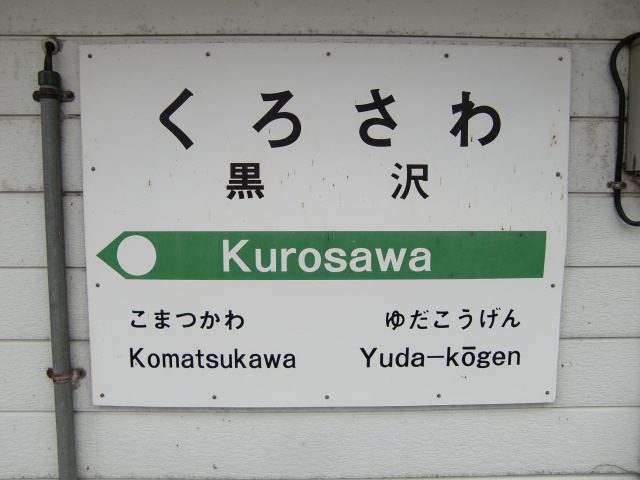 くろさわ
黒沢
Kurosawa
こまつかわ ゆだこうげん
Komatsukawa Yuda-kōgen